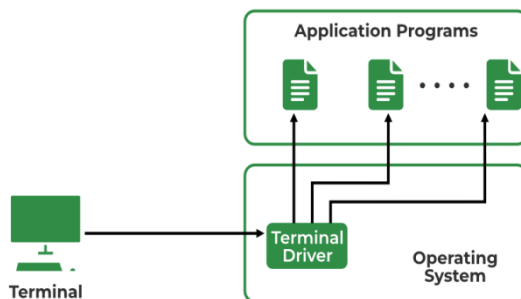 Application Programs
Terminal
Driver
Operating
System
Terminal